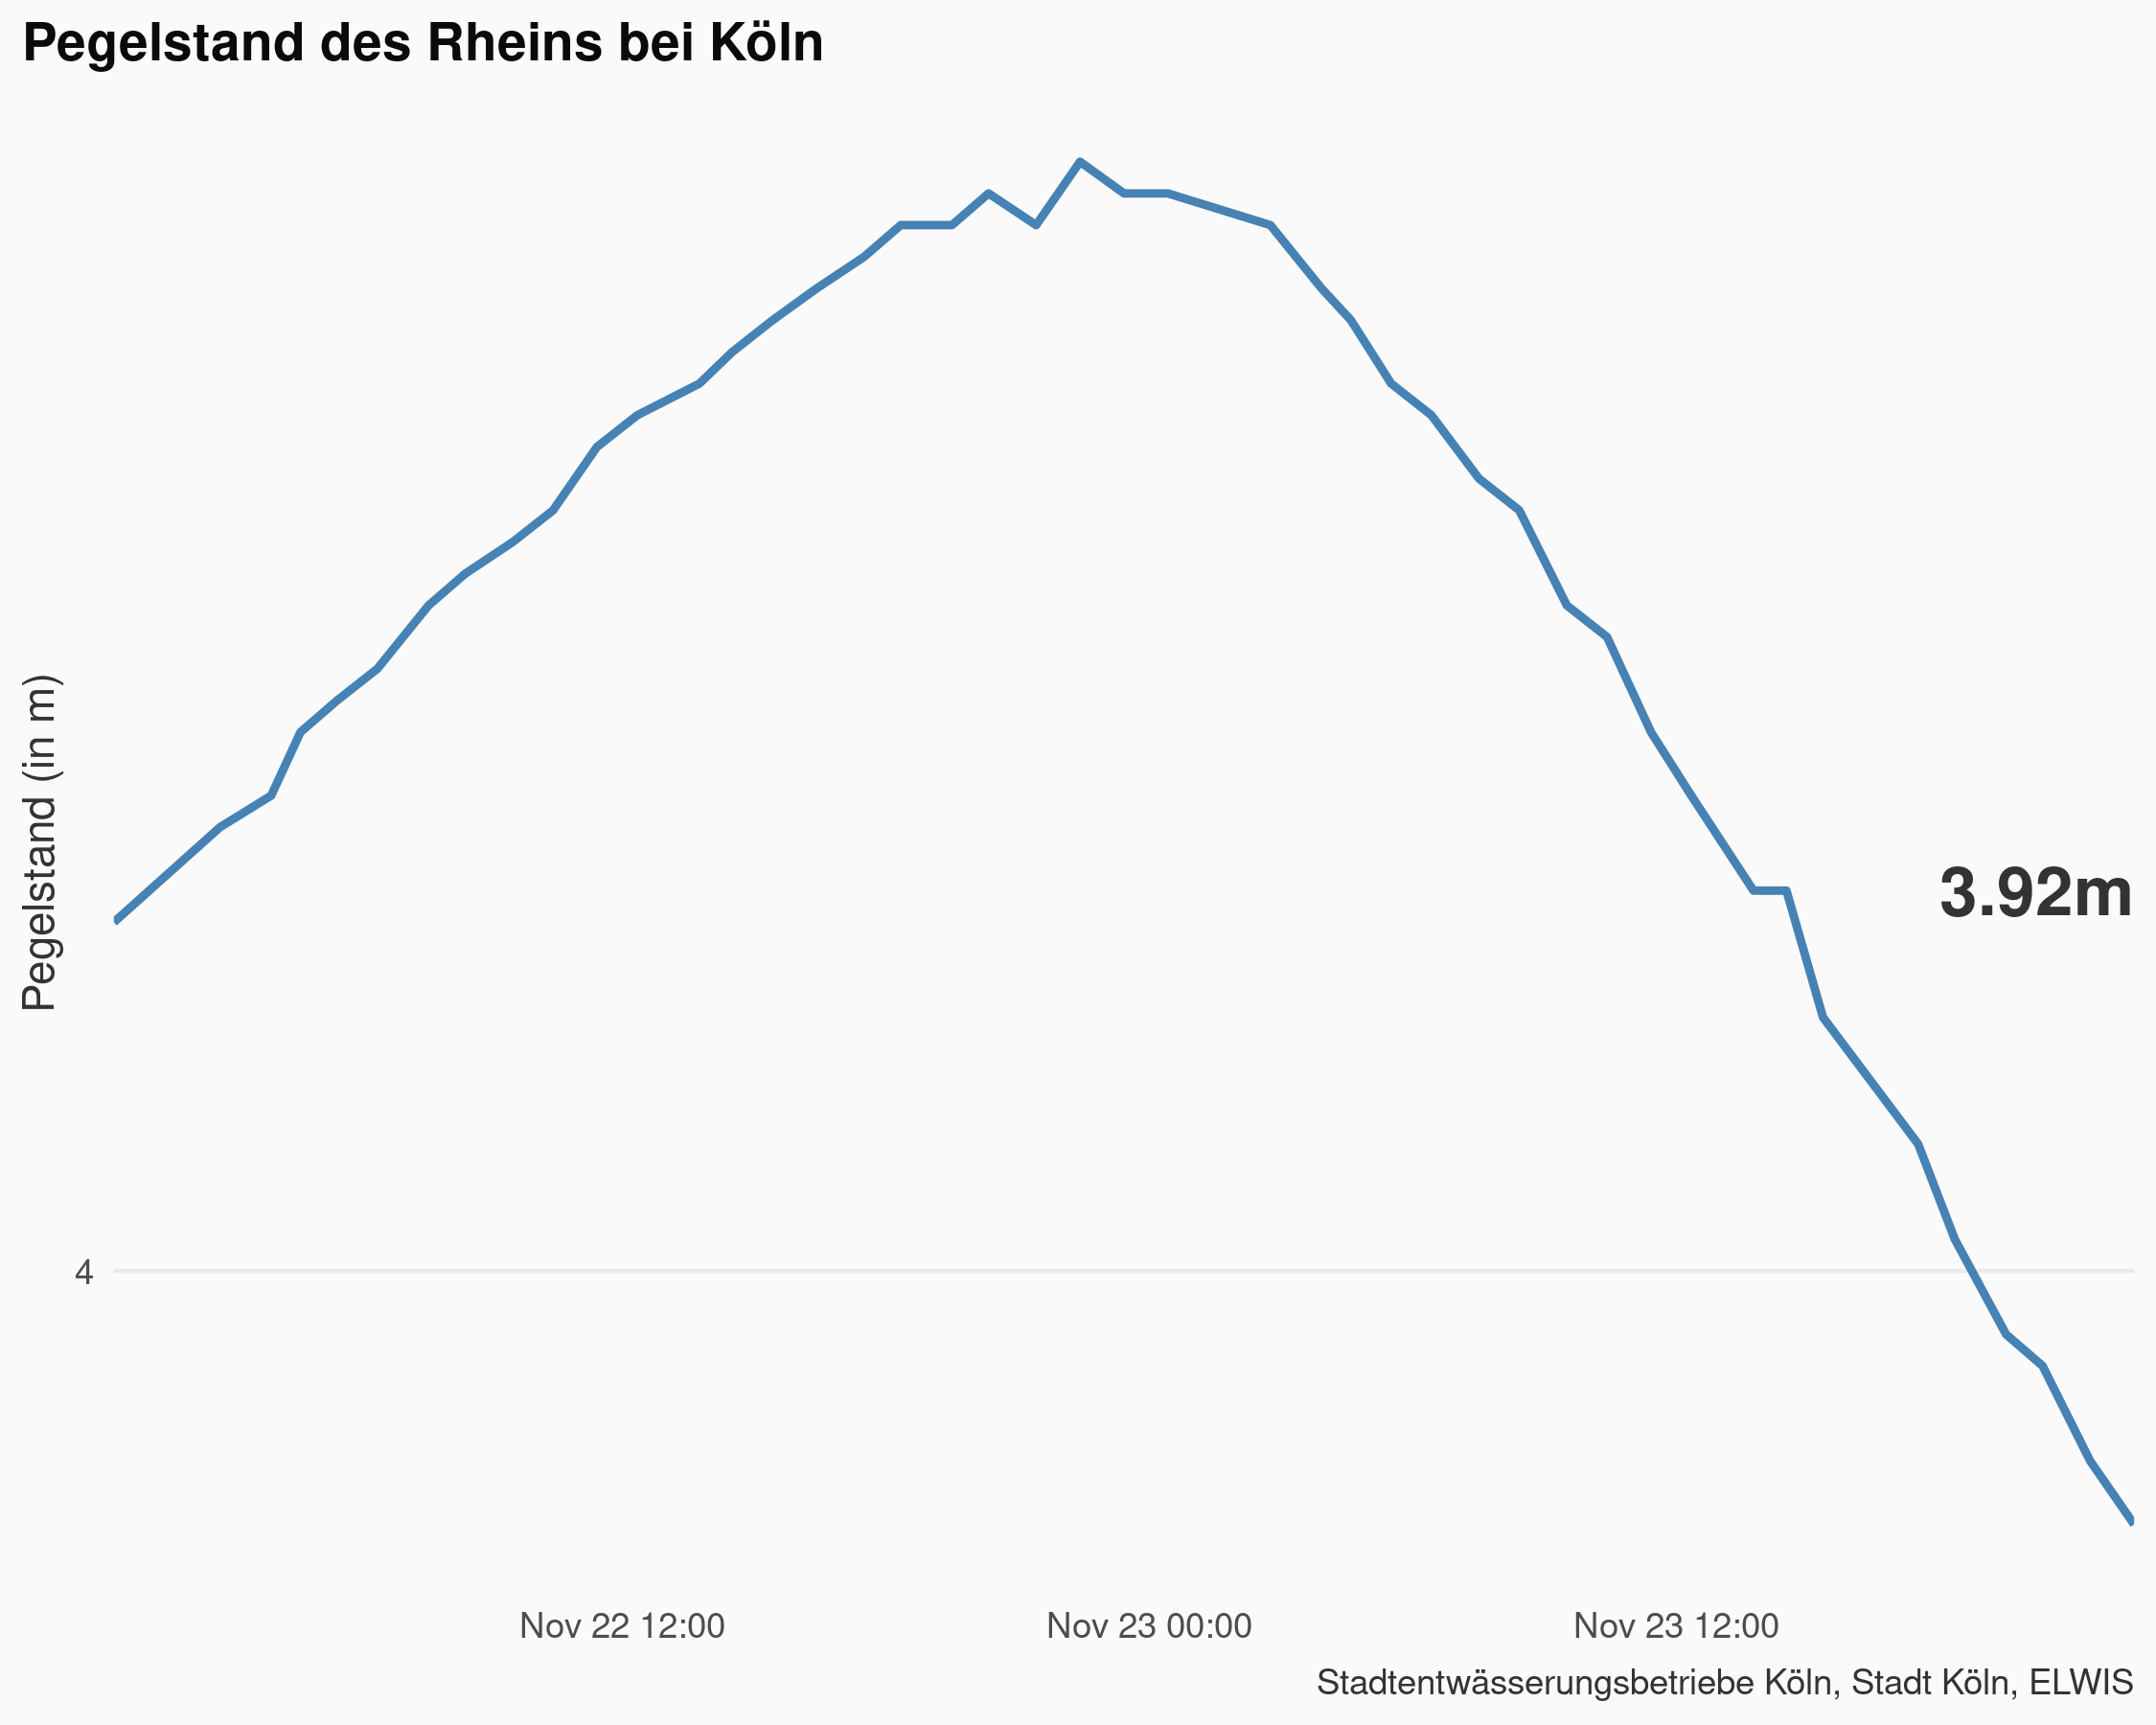 Pegelstand des Rheins bei Köln
Pegelstand (in m)
3.92m
4
Nov 22 12:00
Nov 23 00:00
Nov 23 12:00
Stadtentwässerungsbetriebe Köln, Stadt Köln, ELWIS